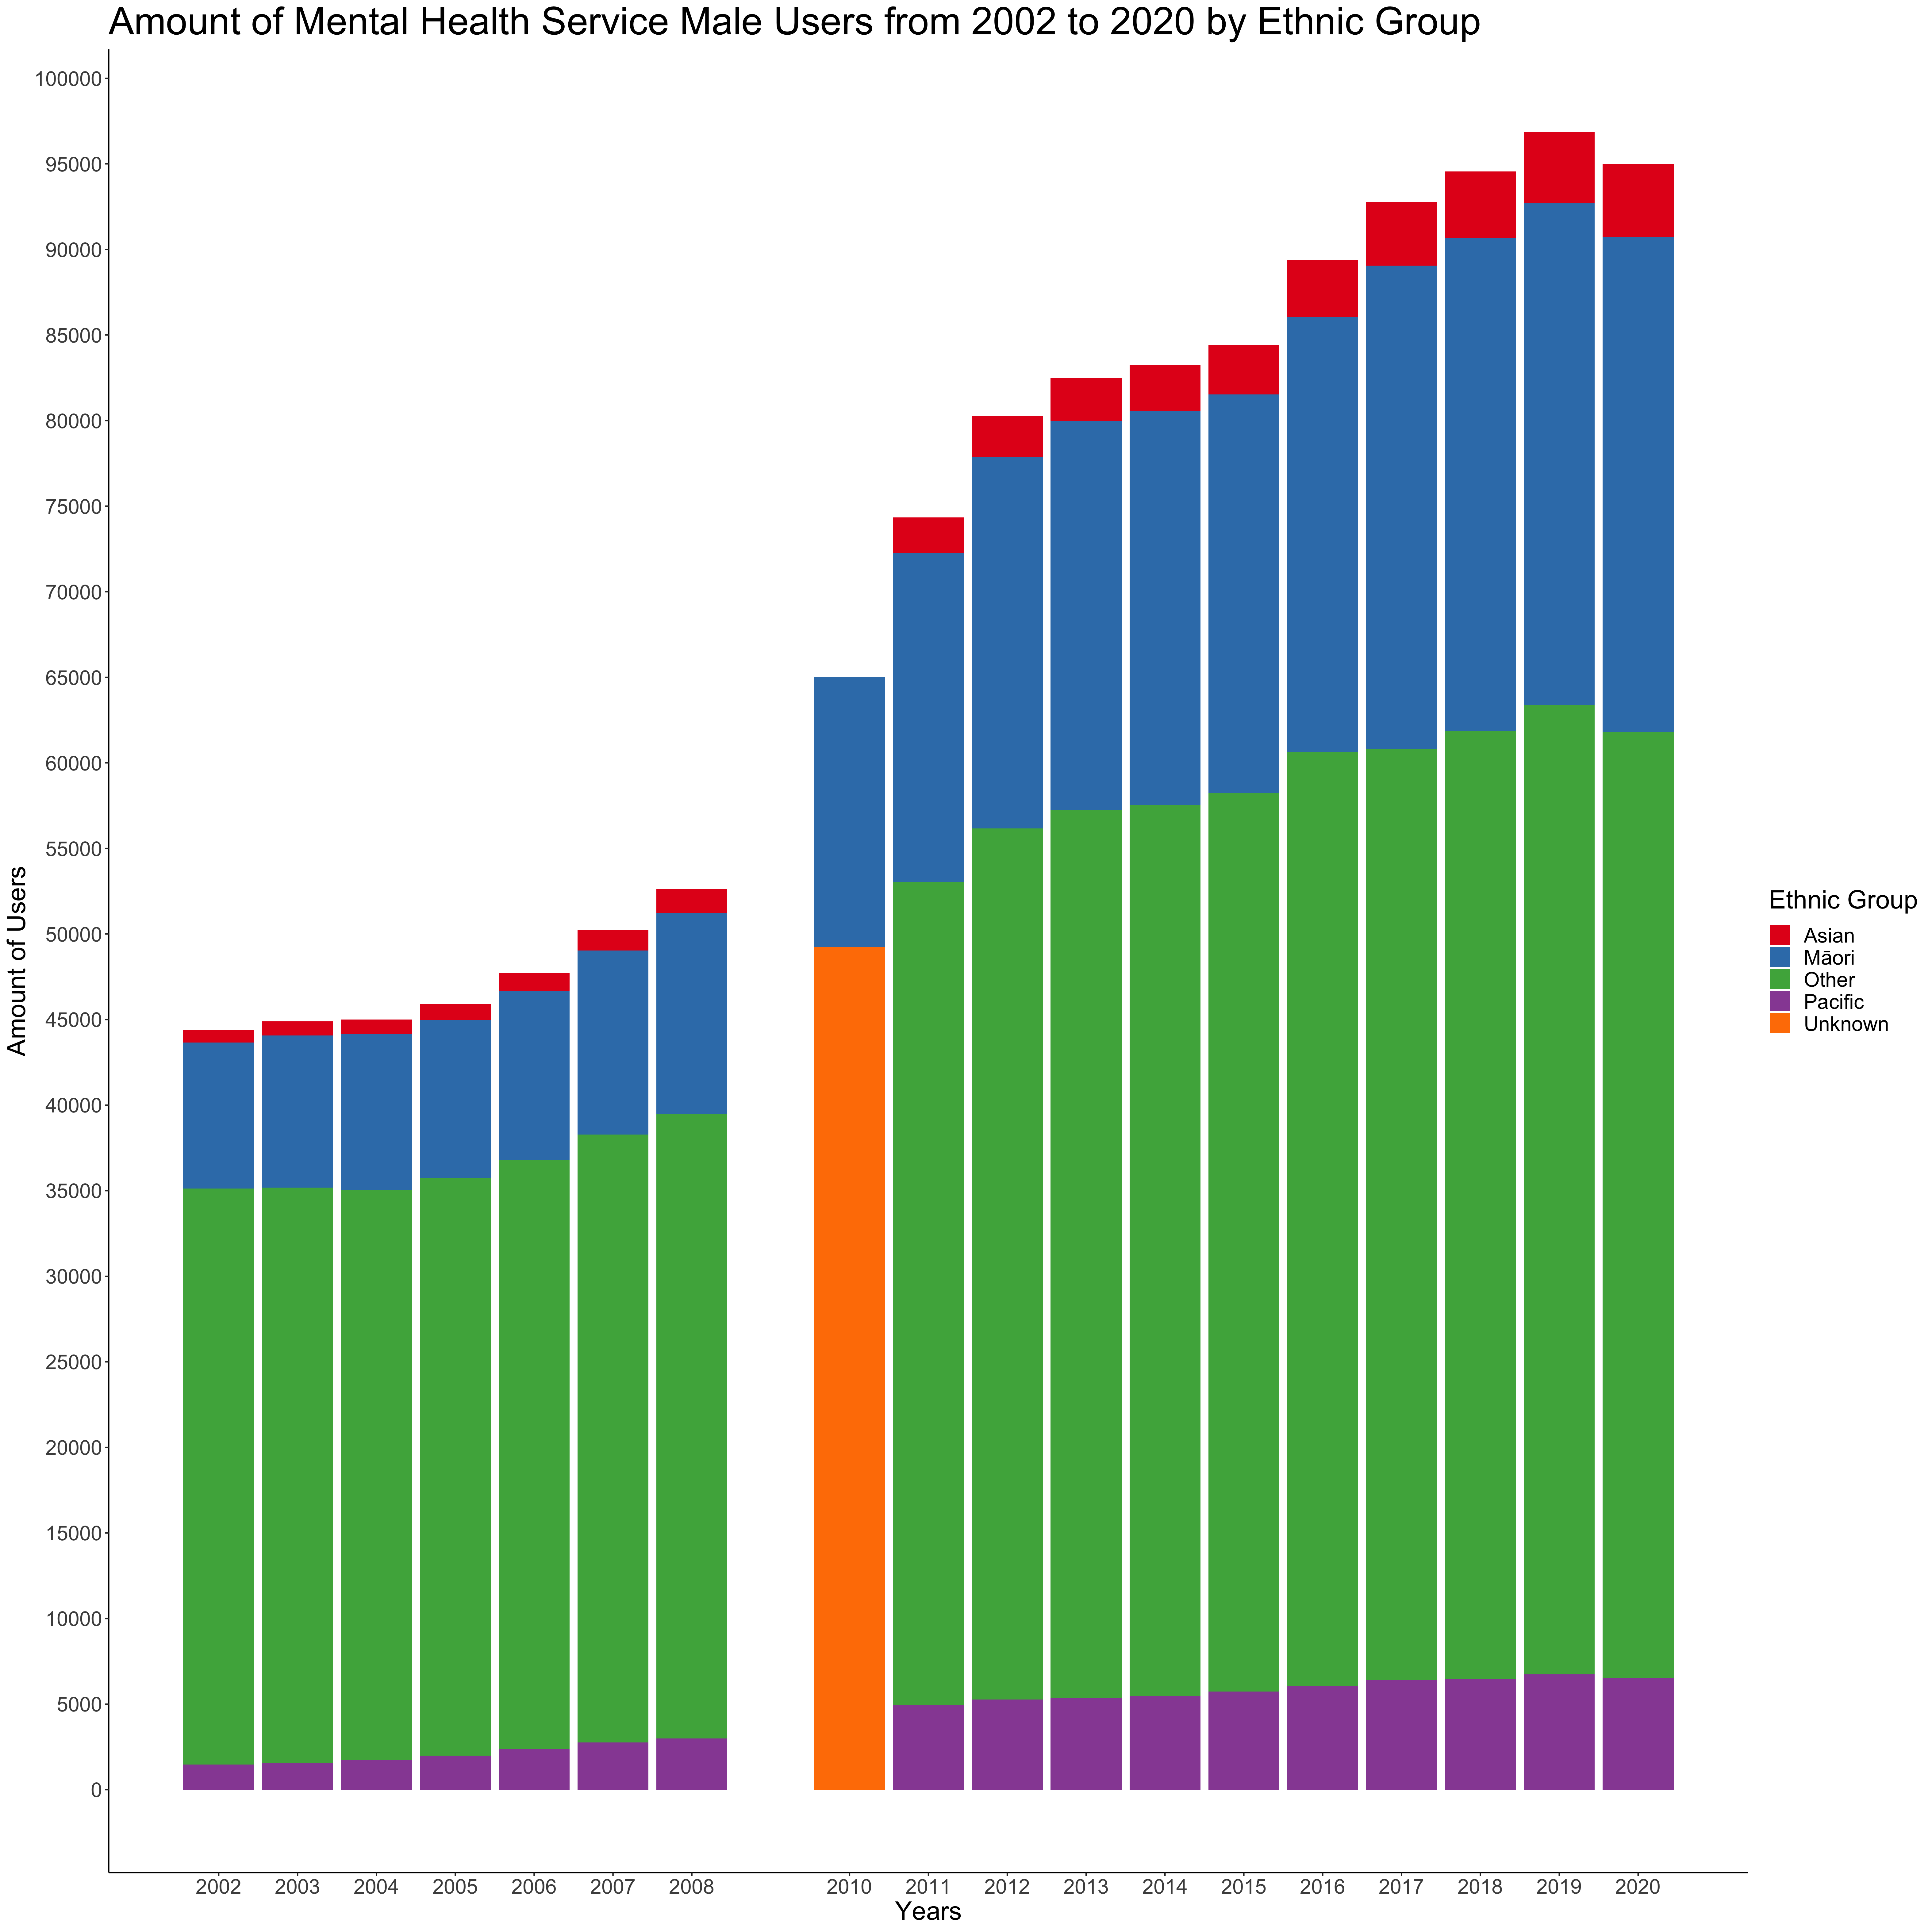 Amount of Mental Health Service Male Users from 2002 to 2020 by Ethnic Group
100000
95000
90000
85000
80000
75000
70000
65000
60000
55000
50000
45000
40000
35000
30000
25000
20000
15000
10000
5000
0
Amount of Users
2002 2003 2004 2005 2006 2007 2008 2010 2011 2012 2013 2014 2015 2016 2017 2018 2019 2020
Years
Ethnic Group
Asian
Māori
Other
Pacific
Unknown